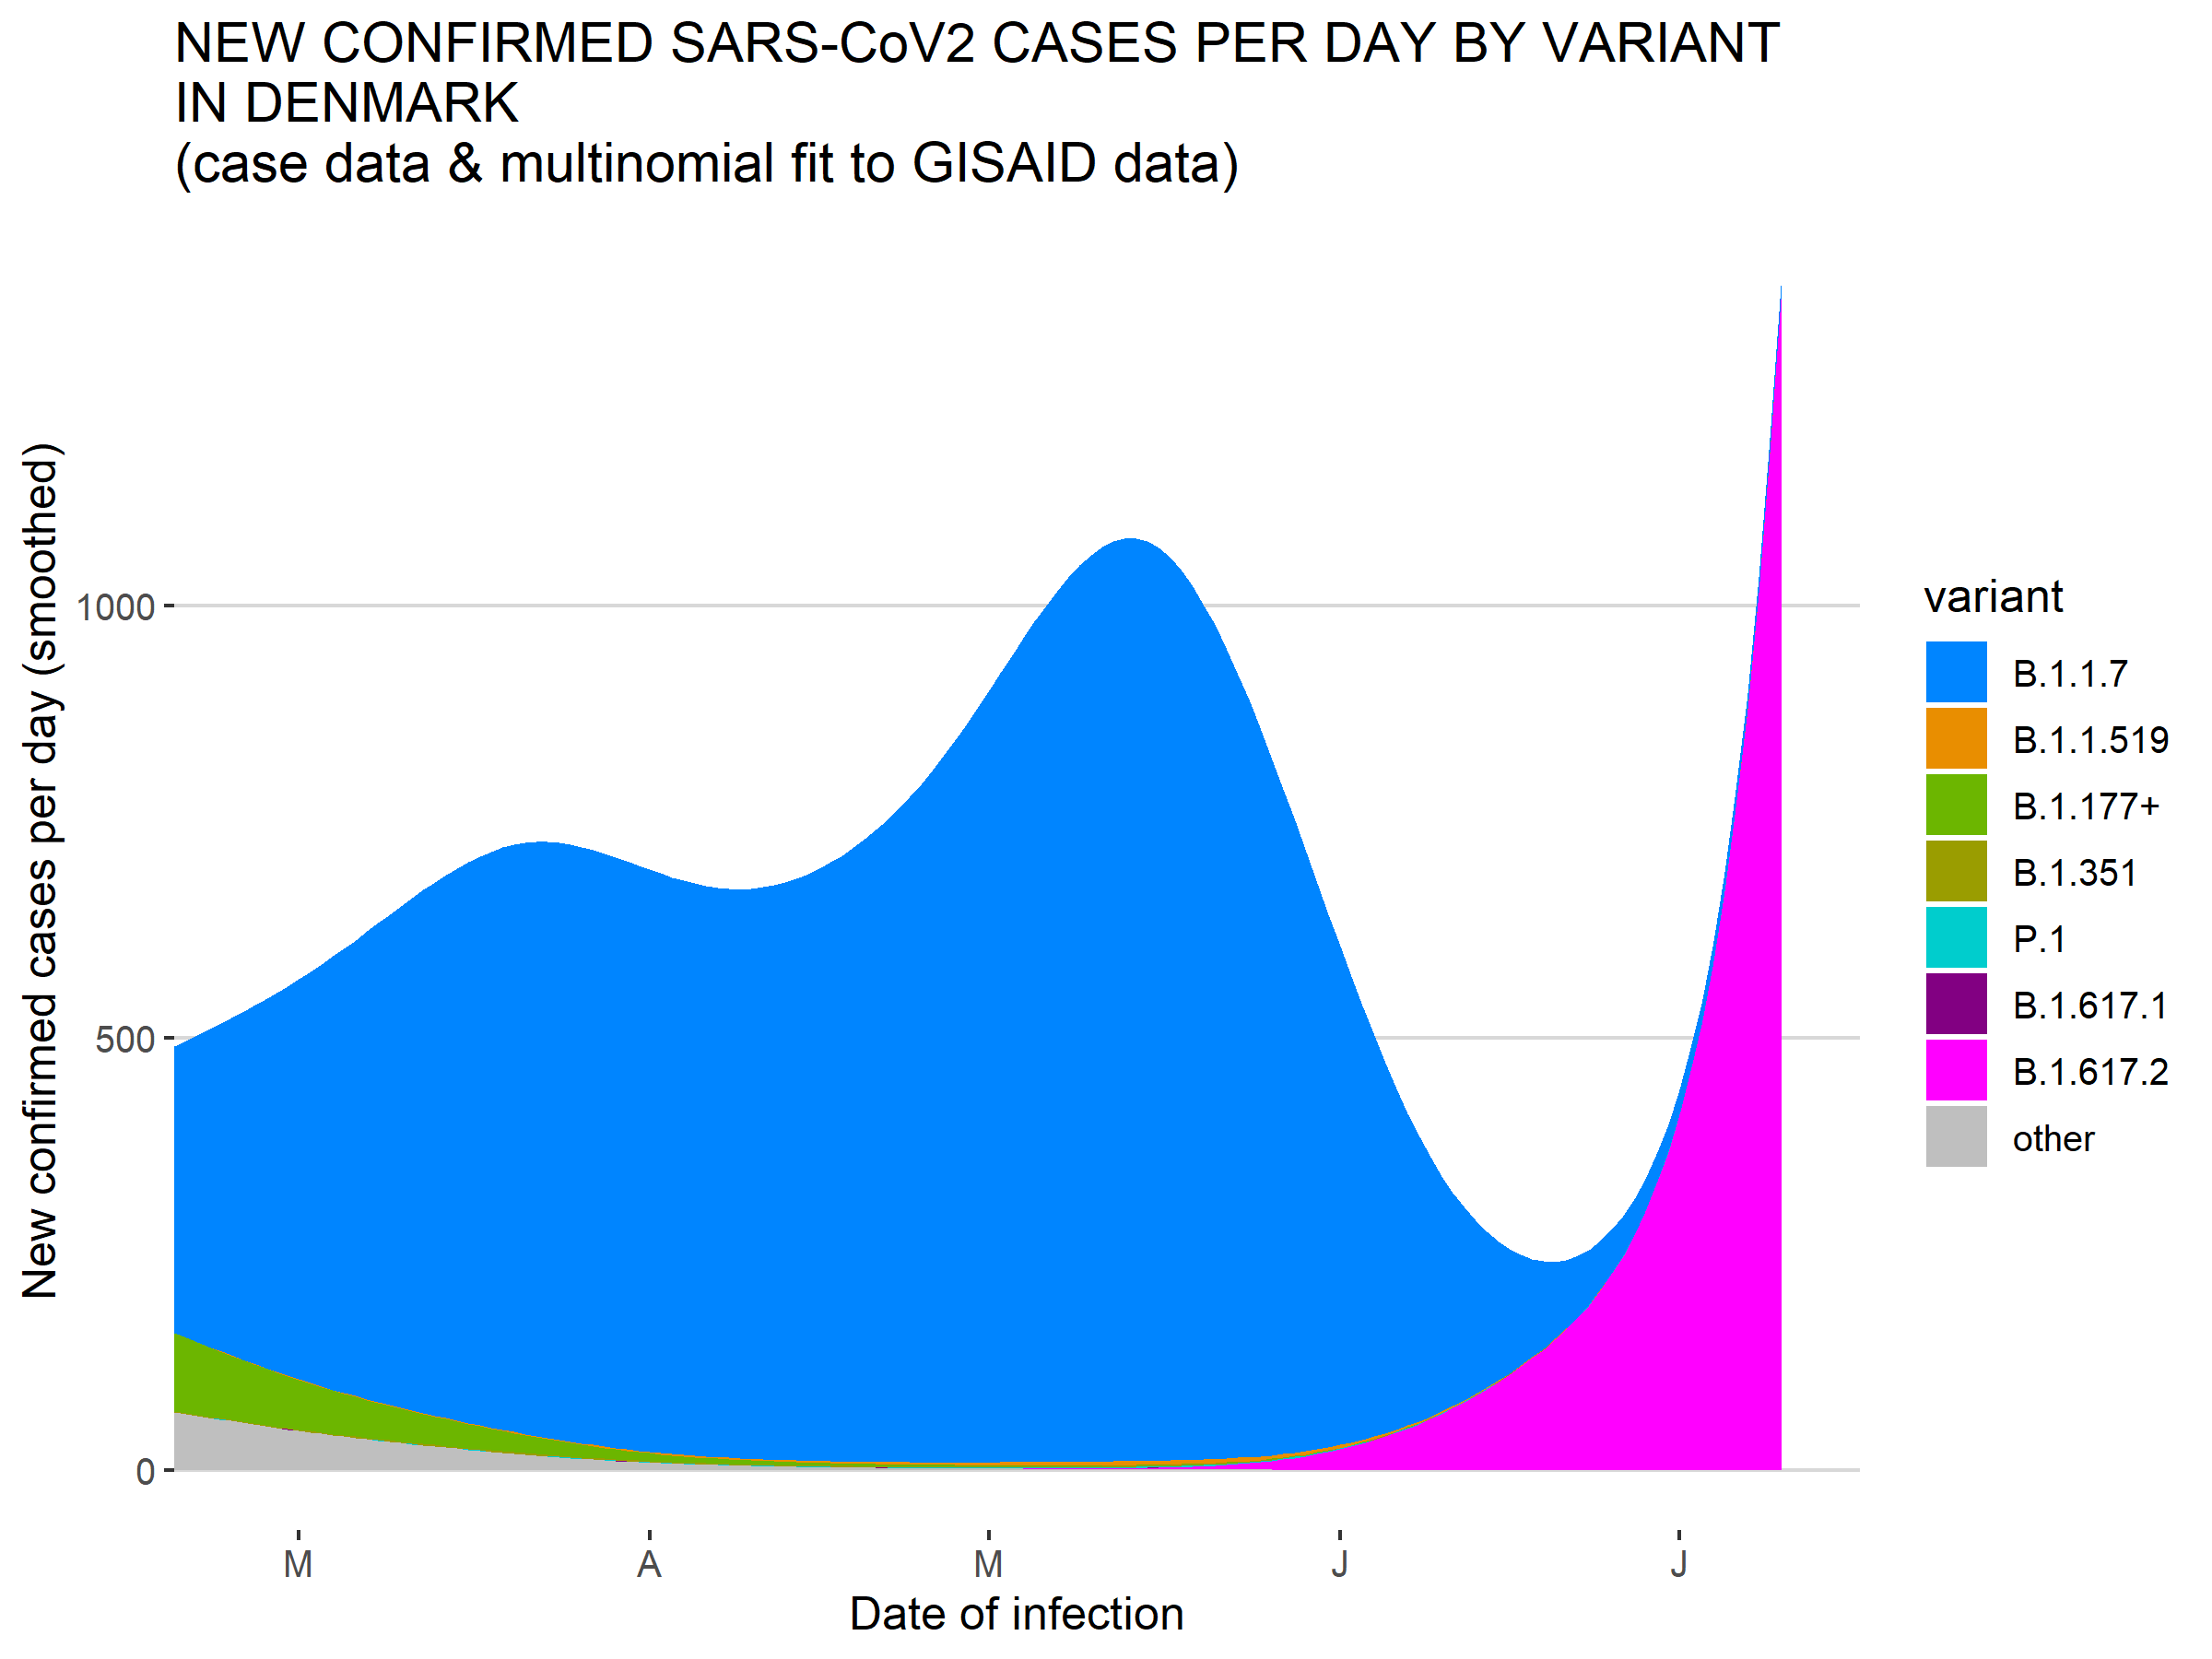 NEW CONFIRMED SARS-CoV2 CASES PER DAY BY VARIANT
IN DENMARK
(case data & multinomial fit to GISAID data)
New confirmed cases per day (smoothed)
1000
500
0
M
A
M
J
J
Date of infection
variant
B.1.1.7
B.1.1.519
B.1.177+
B.1.351
P.1
B.1.617.1
B.1.617.2
other